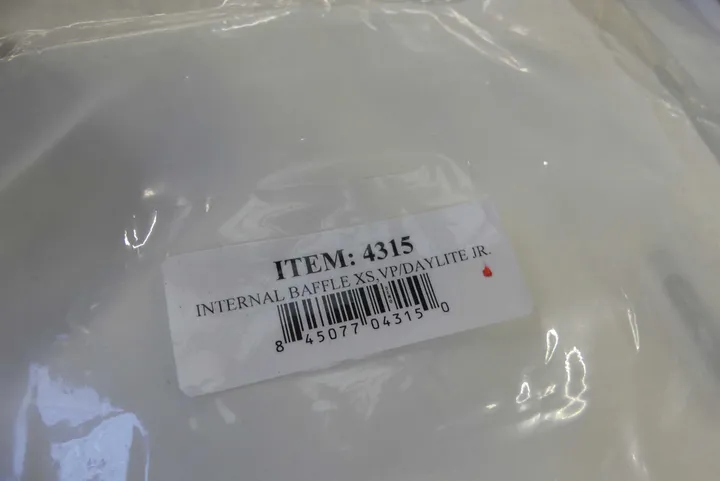 ITEM: 4315
INTERNAL BAFFLE XS,VP/DAYLITE JR.
8 45077 04315 0